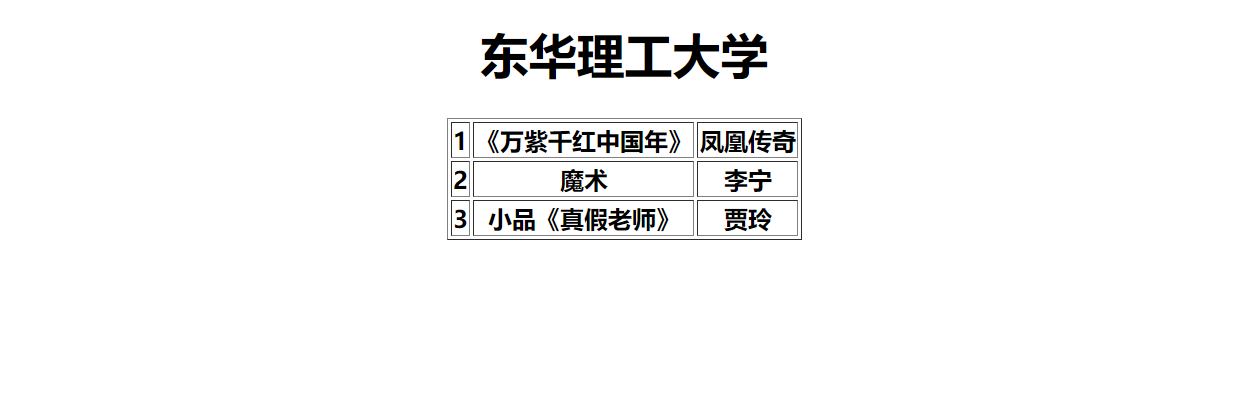 东华理工大学
1 《万紫千红中国年》 凤凰传奇
2 魔术 李宁
3 小品《真假老师》 贾玲